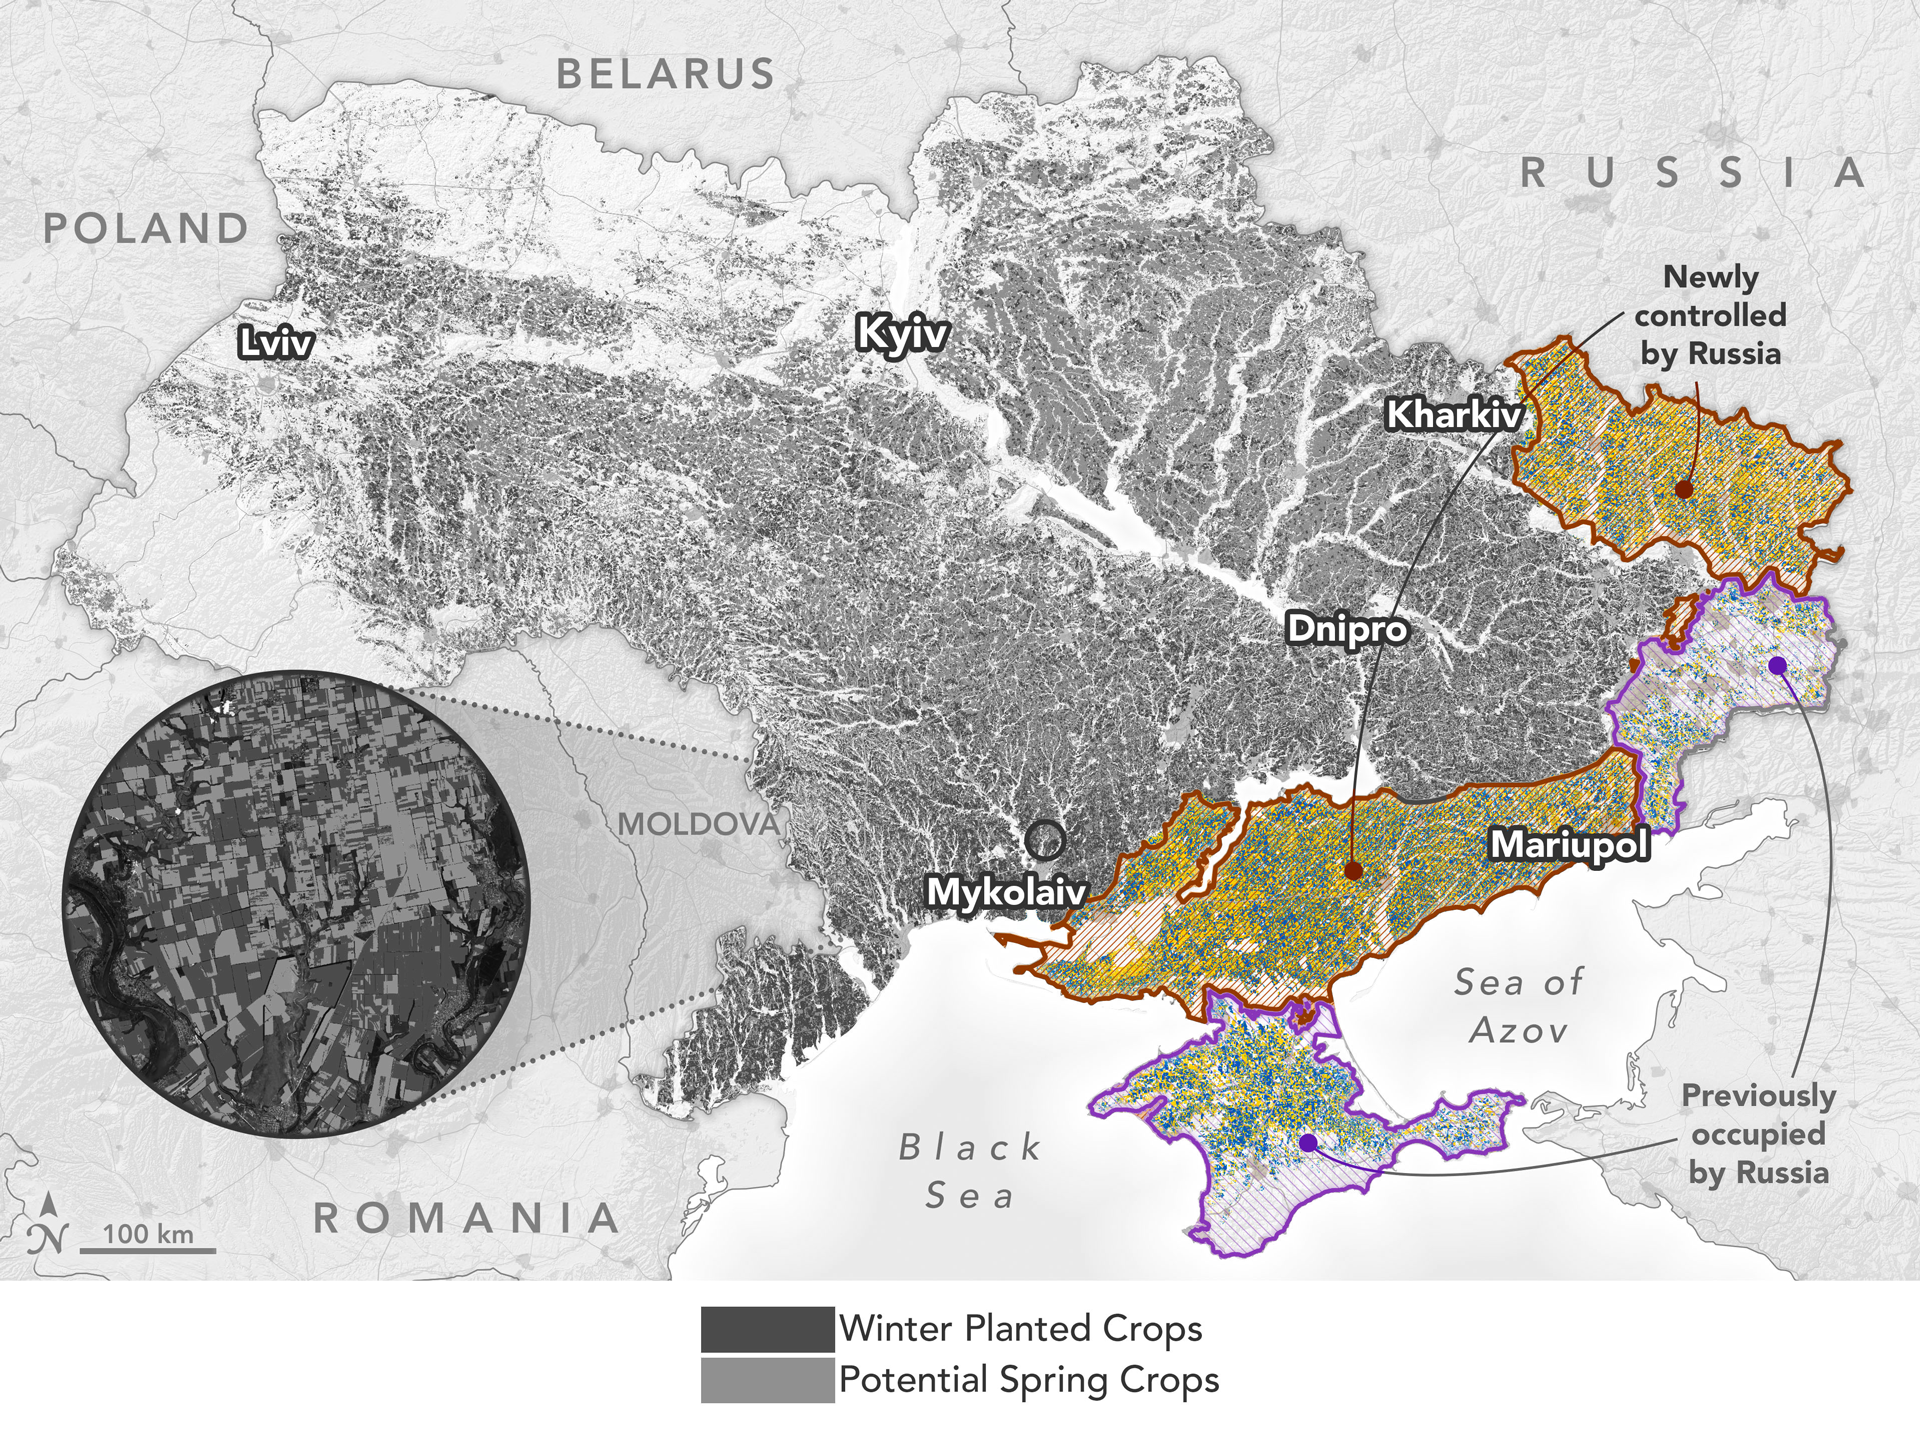 BELARUS
RUSSIA
POLAND
Newly
controlled
by Russia
Lviv
Kyiv
Kharkiv
Dnipro
MOLDOVA
Mariupol
Mykolaiv
Sea of
Azov
Previously
occupied
by Russia
Black
Sea
ROMANIA
N
100 km
Winter Planted Crops
Potential Spring Crops